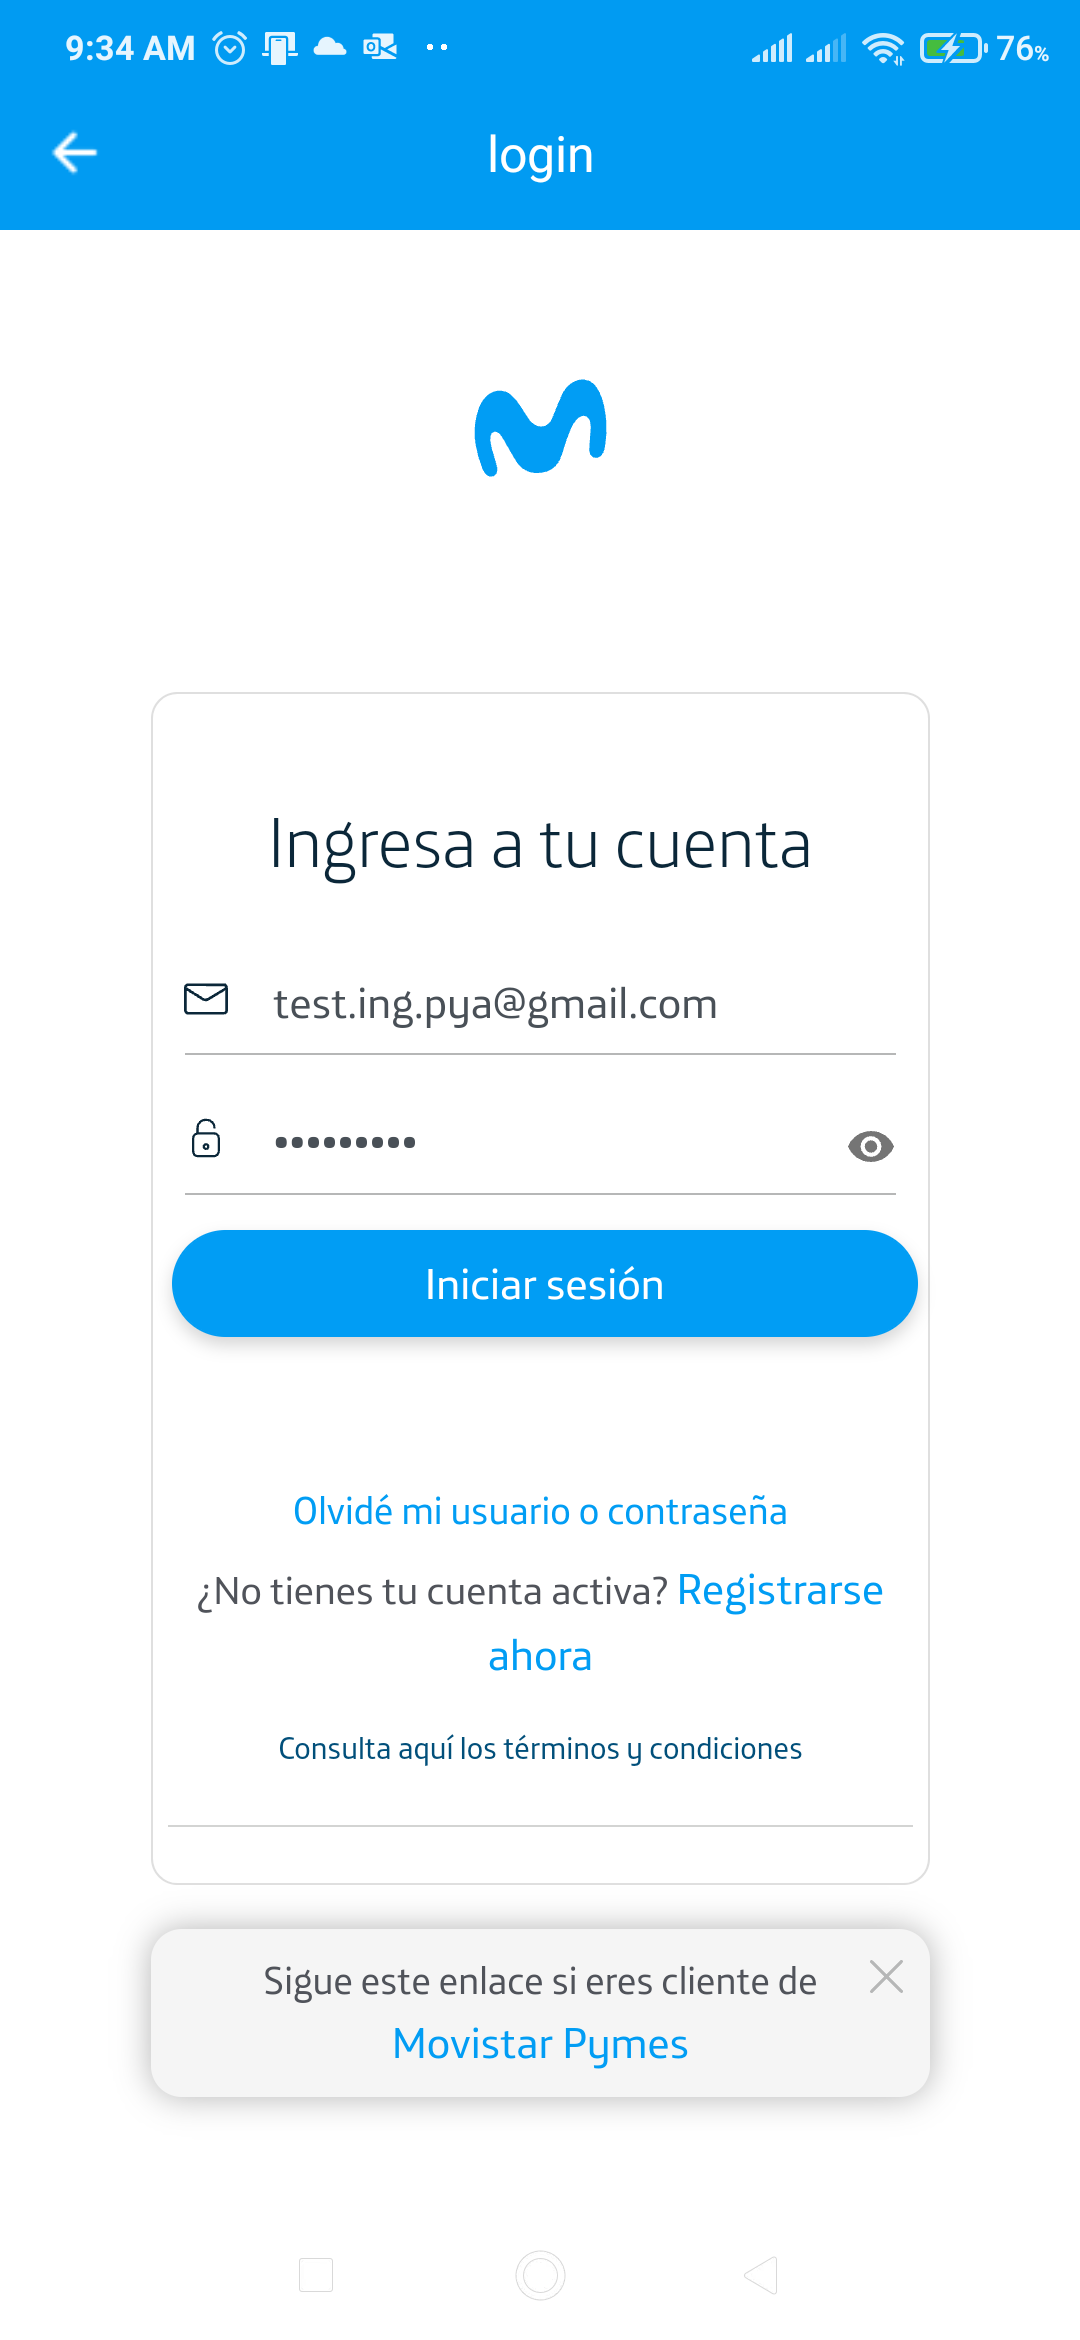 9:34 AM
76%
login
Ingresa a tu cuenta
test.ing.pya@gmail.com
•••••••••
Iniciar sesión
Olvidé mi usuario o contraseña
¿No tienes tu cuenta activa? Registrarse
ahora
Consulta aquí los términos y condiciones
Sigue este enlace si eres cliente de
Movistar Pymes